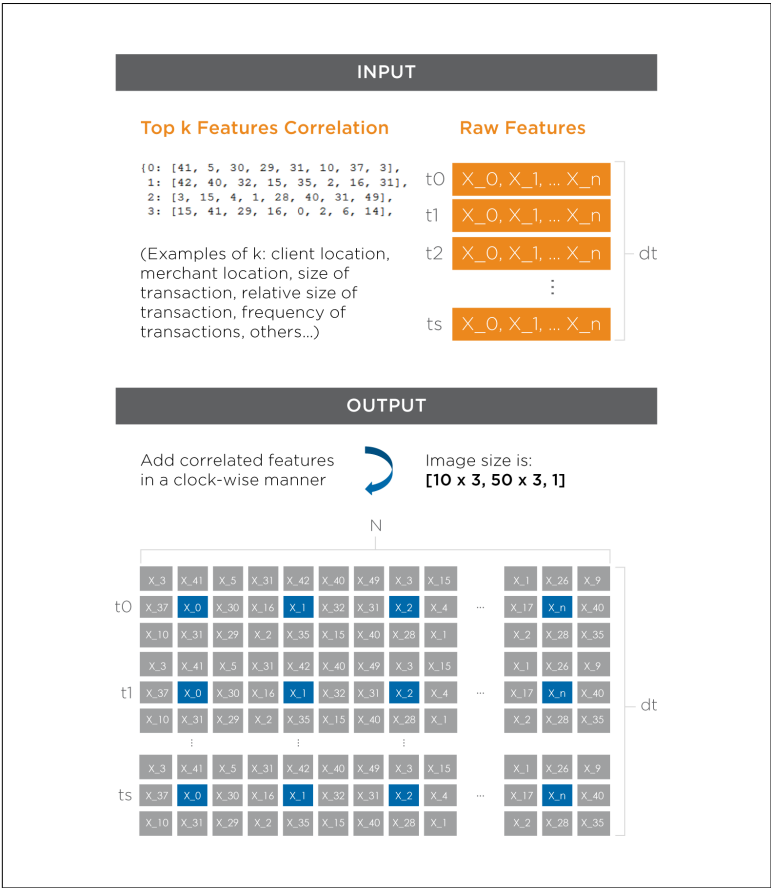 INPUT
Top k Features Correlation
Raw Features
{0: [41, 5, 30, 29, 31, 10, 37, 3],
1: [42, 40, 32, 15, 35, 2, 16, 31],
2: [3, 15, 4, 1, 28, 40, 31, 49],
3: [15, 41, 29, 16, 0, 2, 6, 14],
(Examples of k: client location,
merchant location, size of
transaction, relative size of
transaction, frequency of
transactions, others...)
t0 X_0, X_1, ... X_n
t1 X_0, X_1, ... X_n
t2 X_0, X_1, ... X_n
⋮
ts X_0, X_1, ... X_n
dt
OUTPUT
Add correlated features
in a clock-wise manner
Image size is:
[10 x 3, 50 x 3, 1]
N
X_3 X_41 X_5 X_31 X_42 X_40 X_49 X_3 X_15 X_1 X_26 X_9
t0 X_37 X_0 X_30 X_16 X_1 X_32 X_31 X_2 X_4 ... X_17 X_n X_40
X_10 X_31 X_29 X_2 X_35 X_15 X_40 X_28 X_1 X_2 X_28 X_35
X_3 X_41 X_5 X_31 X_42 X_40 X_49 X_3 X_15 X_1 X_26 X_9
t1 X_37 X_0 X_30 X_16 X_1 X_32 X_31 X_2 X_4 ... X_17 X_n X_40
X_10 X_31 X_29 X_2 X_35 X_15 X_40 X_28 X_1 X_2 X_28 X_35
⋮ ⋮ ⋮
X_3 X_41 X_5 X_31 X_42 X_40 X_49 X_3 X_15 X_1 X_26 X_9
ts X_37 X_0 X_30 X_16 X_1 X_32 X_31 X_2 X_4 ... X_17 X_n X_40
X_10 X_31 X_29 X_2 X_35 X_15 X_40 X_28 X_1 X_2 X_28 X_35
dt